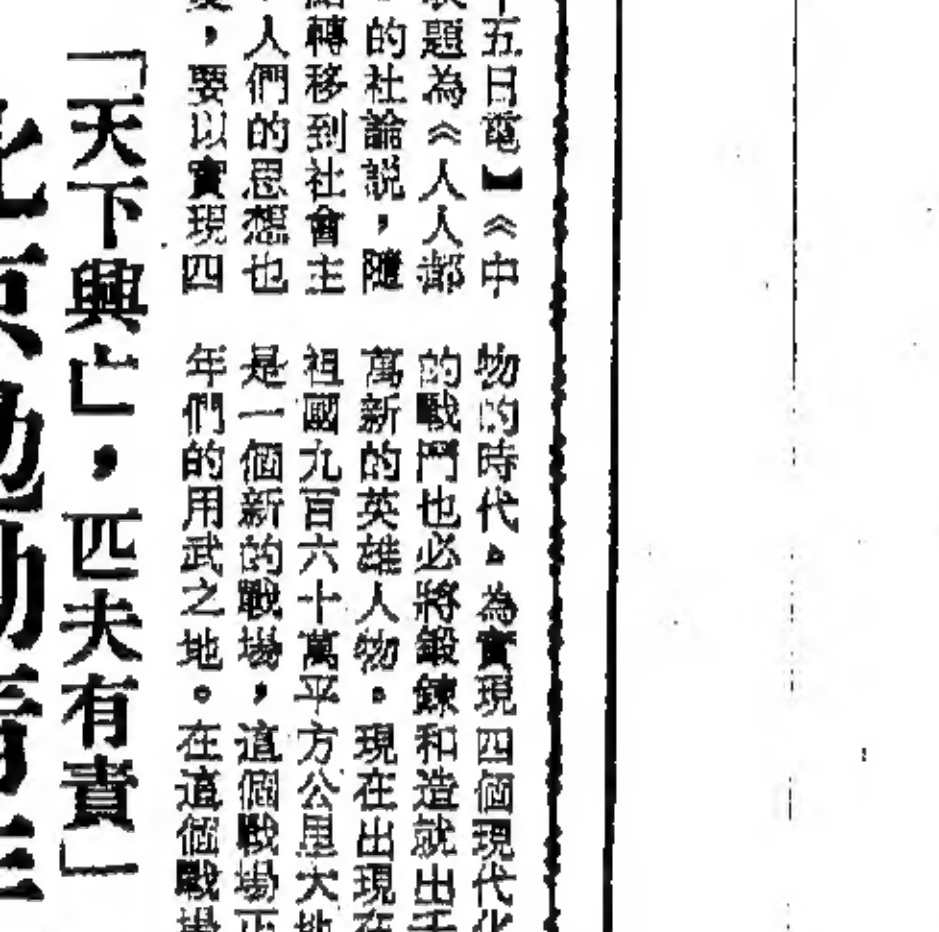 五日電】《中
題為《人人都
的社論説，隨
轉移到社會主
人們的思想也
，要以實現四
物的時代。為實現四個現代化
的戰鬥也必將鍛鍊和造就出千
萬新的英雄人物。現在出現在
祖國九百六十萬平方公里大地
是一個新的戰場，這個戰場正
年們的用武之地。在這個戰場
「天下興亡，匹夫有責」